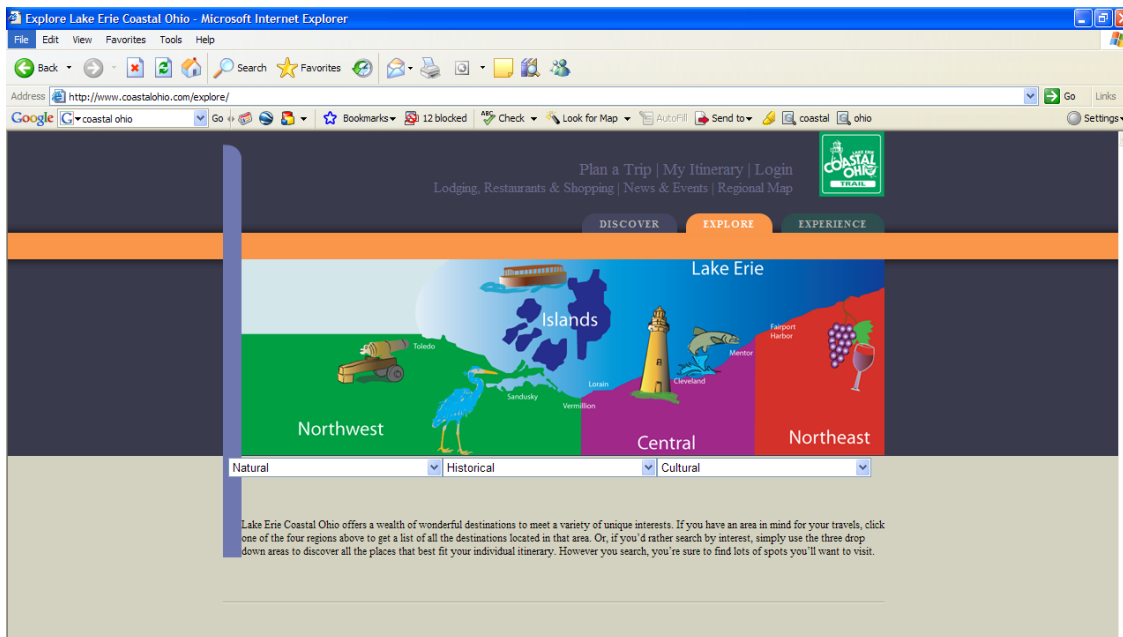 Explore Lake Erie Coastal Ohio - Microsoft Internet Explorer
File Edit View Favorites Tools Help
Back Search Favorites
Address http://www.coastalohio.com/explore/ Go Links
Google G coastal ohio Go Bookmarks 12 blocked ABC Check Look for Map AutoFill Send to coastal ohio Settings
Plan a Trip | My Itinerary | Login
Lodging, Restaurants & Shopping | News & Events | Regional Map
LAKE ERIE
COASTAL
OHIO
TRAIL
DISCOVER EXPLORE EXPERIENCE
Lake Erie
Islands
Fairport
Harbor
Toledo
Mentor
Cleveland
Lorain
Sandusky
Vermillion
Northwest
Central
Northeast
Natural Historical Cultural
Lake Erie Coastal Ohio offers a wealth of wonderful destinations to meet a variety of unique interests. If you have an area in mind for your travels, click
one of the four regions above to get a list of all the destinations located in that area. Or, if you'd rather search by interest, simply use the three drop
down areas to discover all the places that best fit your individual itinerary. However you search, you're sure to find lots of spots you'll want to visit.